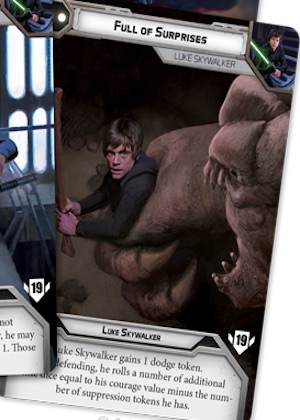 FULL OF SURPRISES
LUKE SKYWALKER
19
19
not
, he may
1. Those
LUKE SKYWALKER
uke Skywalker gains 1 dodge token.
defending, he rolls a number of additional
dice equal to his courage value minus the num-
ber of suppression tokens he has.